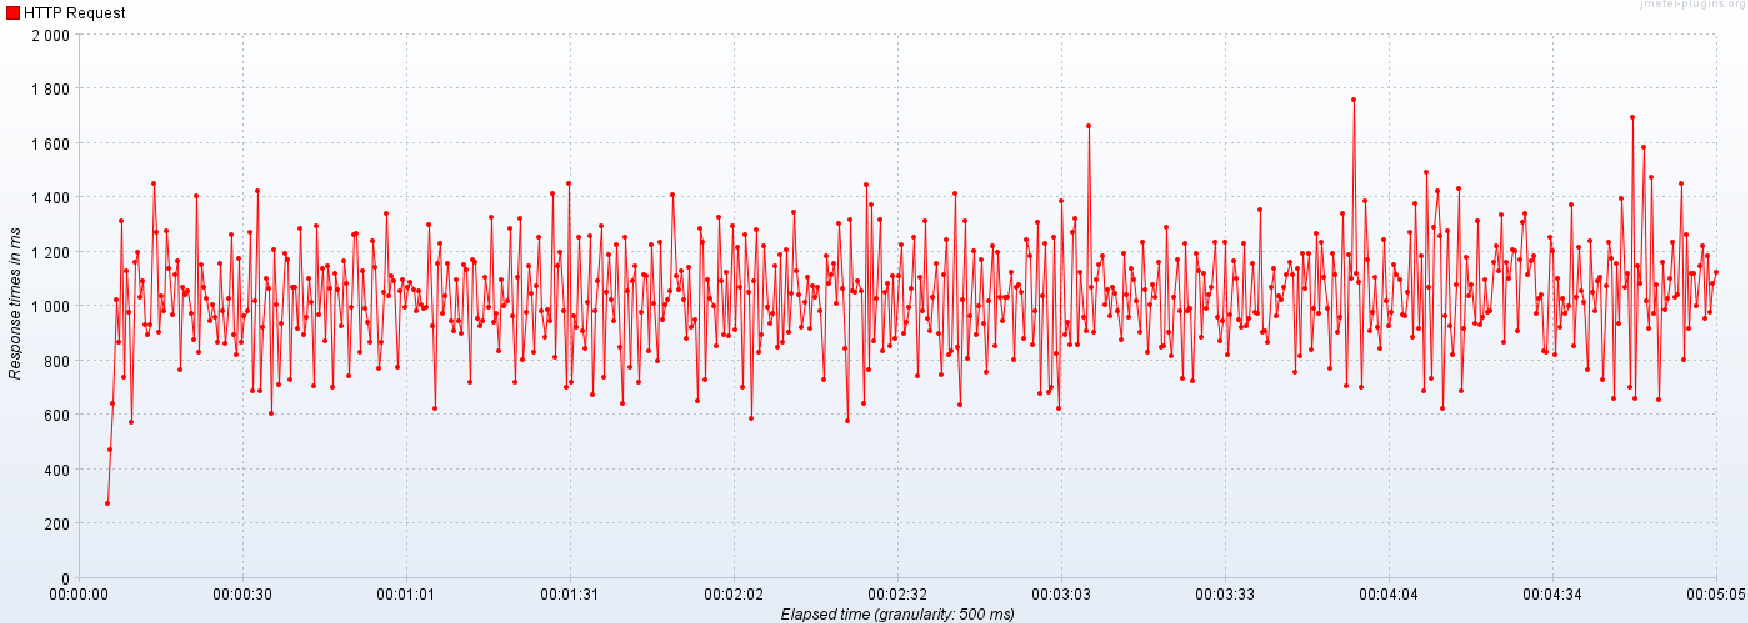 jmeter-plugins.org
HTTP Request
2 000
1 800
1 600
1 400
1 200
1 000
800
600
400
200
0
Response times in ms
00:00:00 00:00:30 00:01:01 00:01:31 00:02:02 00:02:32 00:03:03 00:03:33 00:04:04 00:04:34 00:05:05
Elapsed time (granularity: 500 ms)